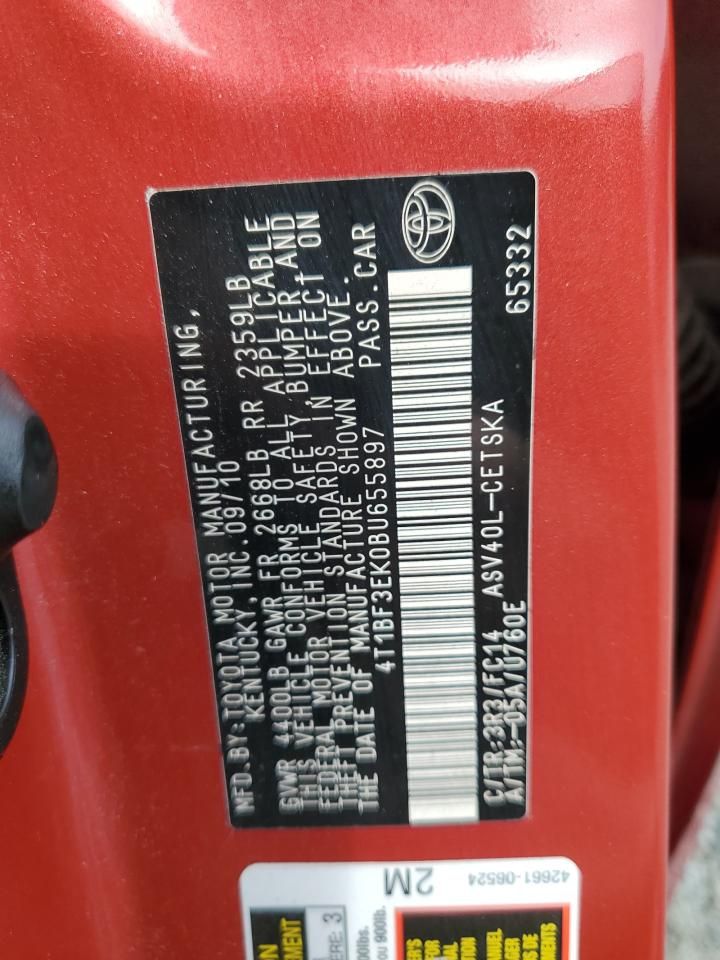 MFD.BY:TOYOTA MOTOR MANUFACTURING,
KENTUCKY, INC.09/10
GVWR 4400LB GAWR FR 2668LB RR 2359LB
THIS VEHICLE CONFORMS TO ALL APPLICABLE
FEDERAL MOTOR VEHICLE SAFETY, BUMPER, AND
THEFT PREVENTION STANDARDS IN EFFECT ON
THE DATE OF MANUFACTURE SHOWN ABOVE.
4T1BF3EK0BU655897 PASS.CAR
C/TR:3R3/FC14 ASV40L-CETSKA
A/TM:-05A/U760E 65332
2M 42661-06524